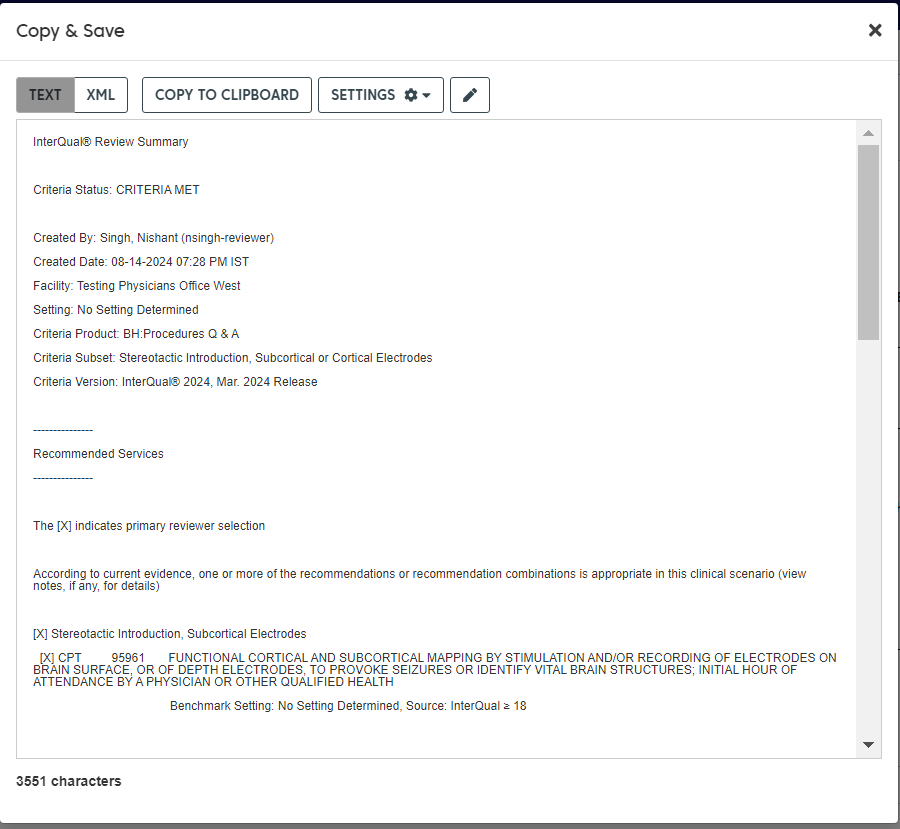 Copy & Save
TEXT XML COPY TO CLIPBOARD SETTINGS
InterQual® Review Summary
Criteria Status: CRITERIA MET
Created By: Singh, Nishant (nsingh-reviewer)
Created Date: 08-14-2024 07:28 PM IST
Facility: Testing Physicians Office West
Setting: No Setting Determined
Criteria Product: BH:Procedures Q & A
Criteria Subset: Stereotactic Introduction, Subcortical or Cortical Electrodes
Criteria Version: InterQual® 2024, Mar. 2024 Release
---------------
Recommended Services
---------------
The [X] indicates primary reviewer selection
According to current evidence, one or more of the recommendations or recommendation combinations is appropriate in this clinical scenario (view
notes, if any, for details)
[X] Stereotactic Introduction, Subcortical Electrodes
[X] CPT 95961 FUNCTIONAL CORTICAL AND SUBCORTICAL MAPPING BY STIMULATION AND/OR RECORDING OF ELECTRODES ON
BRAIN SURFACE, OR OF DEPTH ELECTRODES, TO PROVOKE SEIZURES OR IDENTIFY VITAL BRAIN STRUCTURES; INITIAL HOUR OF
ATTENDANCE BY A PHYSICIAN OR OTHER QUALIFIED HEALTH
Benchmark Setting: No Setting Determined, Source: InterQual ≥ 18
3551 characters